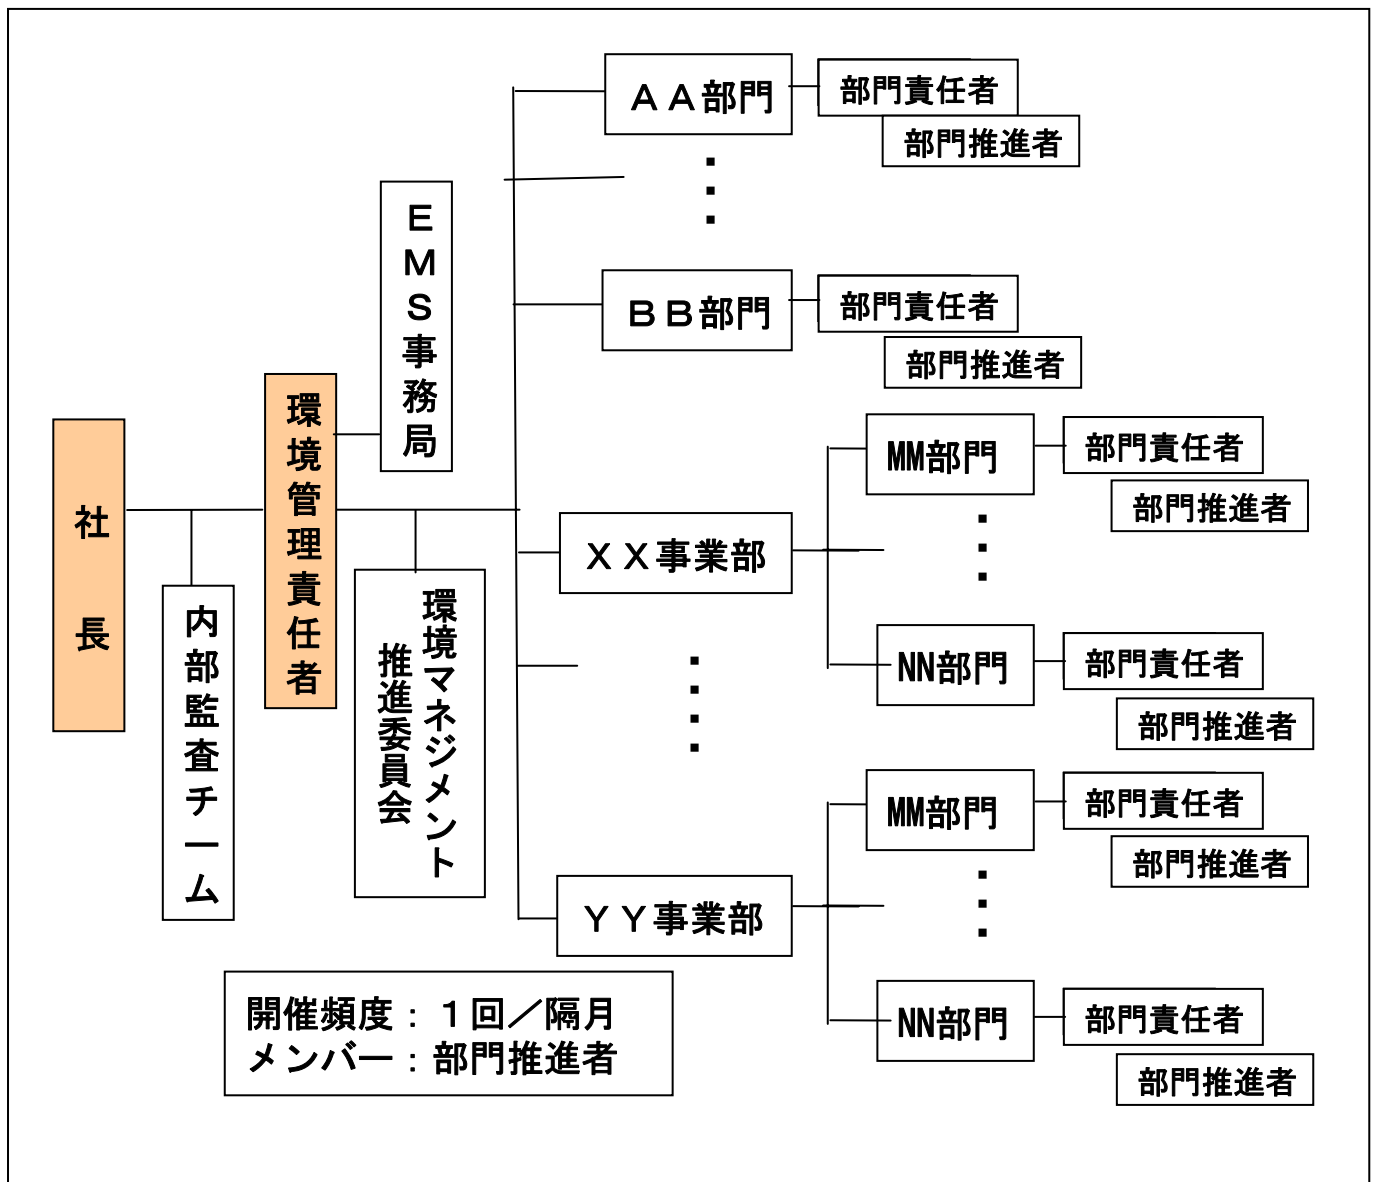 社長
内部監査チーム
環境管理責任者
ＥＭＳ事務局
環境マネジメント
推進委員会
ＡＡ部門
部門責任者
部門推進者
ＢＢ部門
部門責任者
部門推進者
ＸＸ事業部
MM部門
部門責任者
部門推進者
NN部門
部門責任者
部門推進者
ＹＹ事業部
MM部門
部門責任者
部門推進者
NN部門
部門責任者
部門推進者
開催頻度：１回／隔月
メンバー：部門推進者